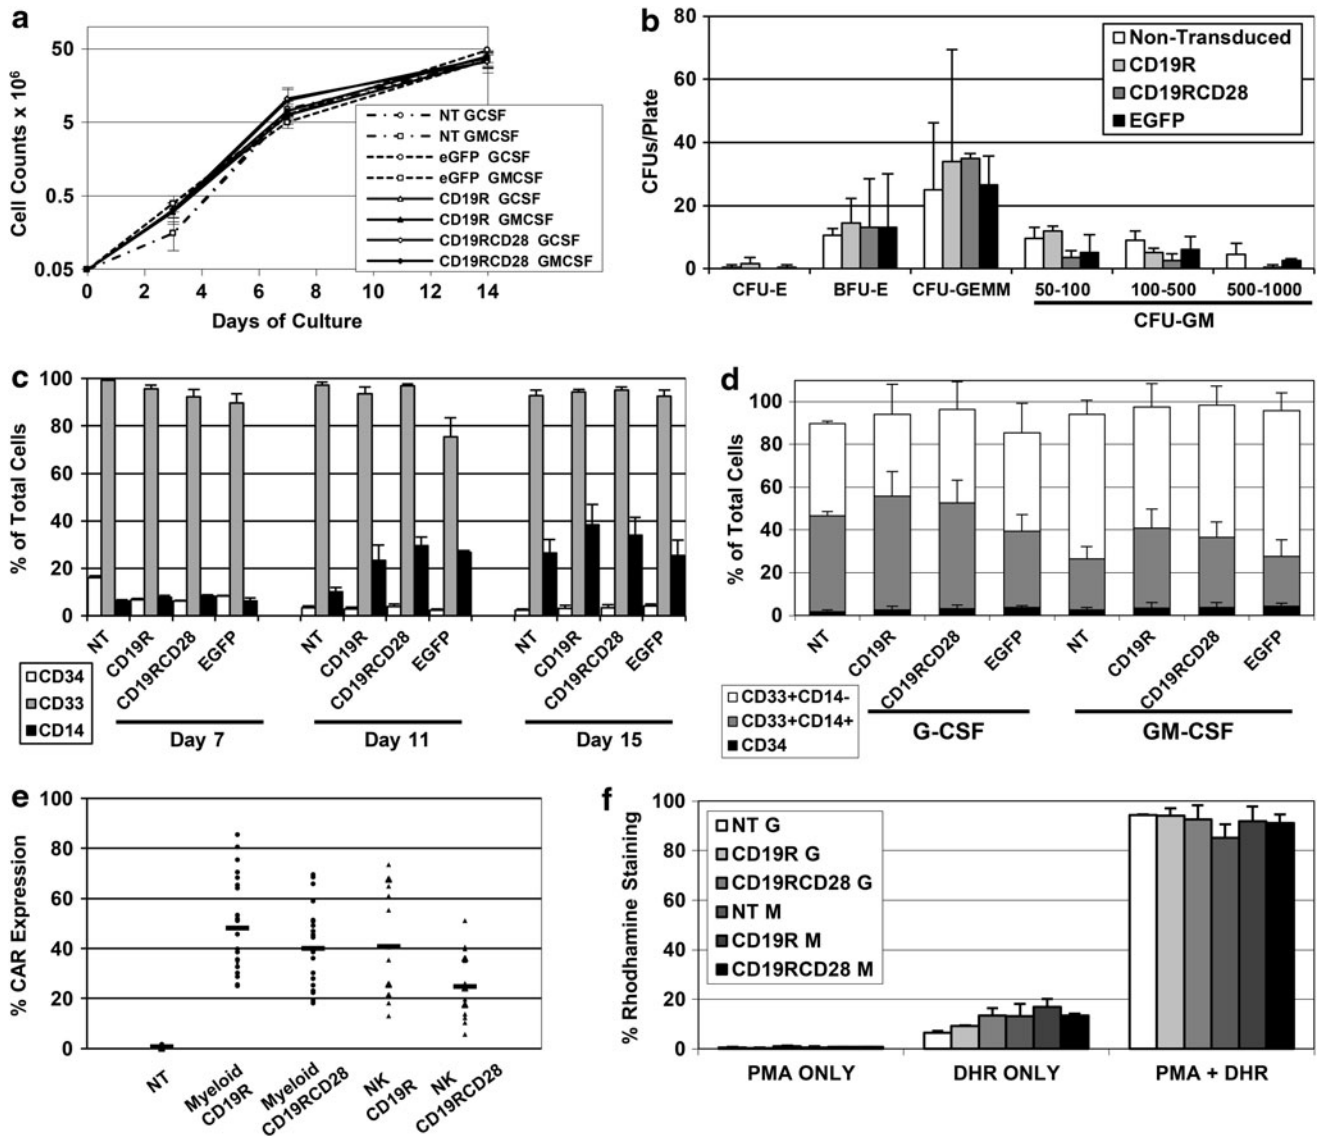 a
Cell Counts x 10⁶
50
5
0.5
0.05
0 2 4 6 8 10 12 14
Days of Culture
NT GCSF
NT GMCSF
eGFP GCSF
eGFP GMCSF
CD19R GCSF
CD19R GMCSF
CD19RCD28 GCSF
CD19RCD28 GMCSF
b
CFUs/Plate
80
60
40
20
0
Non-Transduced
CD19R
CD19RCD28
EGFP
CFU-E BFU-E CFU-GEMM 50-100 100-500 500-1000
CFU-GM
c
% of Total Cells
100
80
60
40
20
0
NT CD19R CD19RCD28 EGFP NT CD19R CD19RCD28 EGFP NT CD19R CD19RCD28 EGFP
CD34
CD33
CD14
Day 7 Day 11 Day 15
d
% of Total Cells
100
80
60
40
20
0
NT CD19R CD19RCD28 EGFP NT CD19R CD19RCD28 EGFP
CD33+CD14-
CD33+CD14+
CD34
G-CSF GM-CSF
e
% CAR Expression
100
80
60
40
20
0
NT
Myeloid
CD19R
Myeloid
CD19RCD28
NK
CD19R
NK
CD19RCD28
f
% Rhodhamine Staining
100
80
60
40
20
0
NT G
CD19R G
CD19RCD28 G
NT M
CD19R M
CD19RCD28 M
PMA ONLY DHR ONLY PMA + DHR